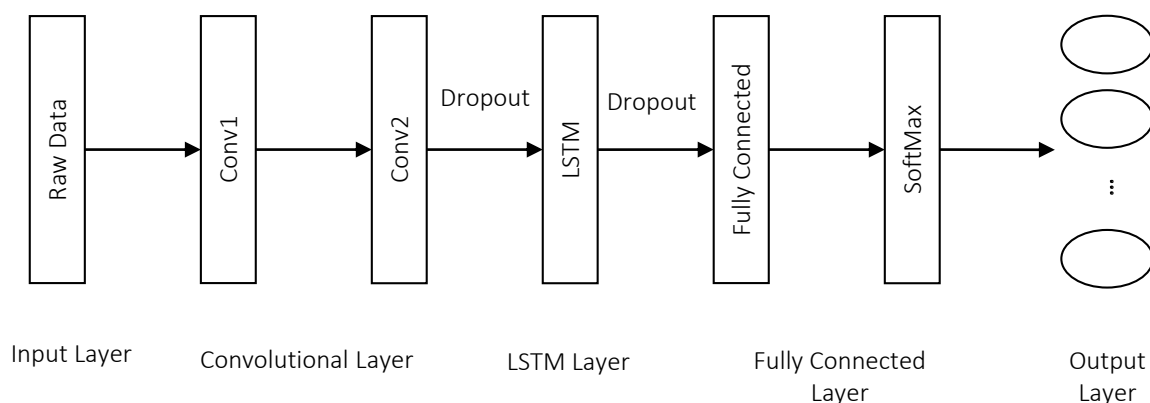 Raw Data
Conv1
Conv2
Dropout
LSTM
Dropout
Fully Connected
SoftMax
...
Input Layer
Convolutional Layer
LSTM Layer
Fully Connected
Layer
Output
Layer